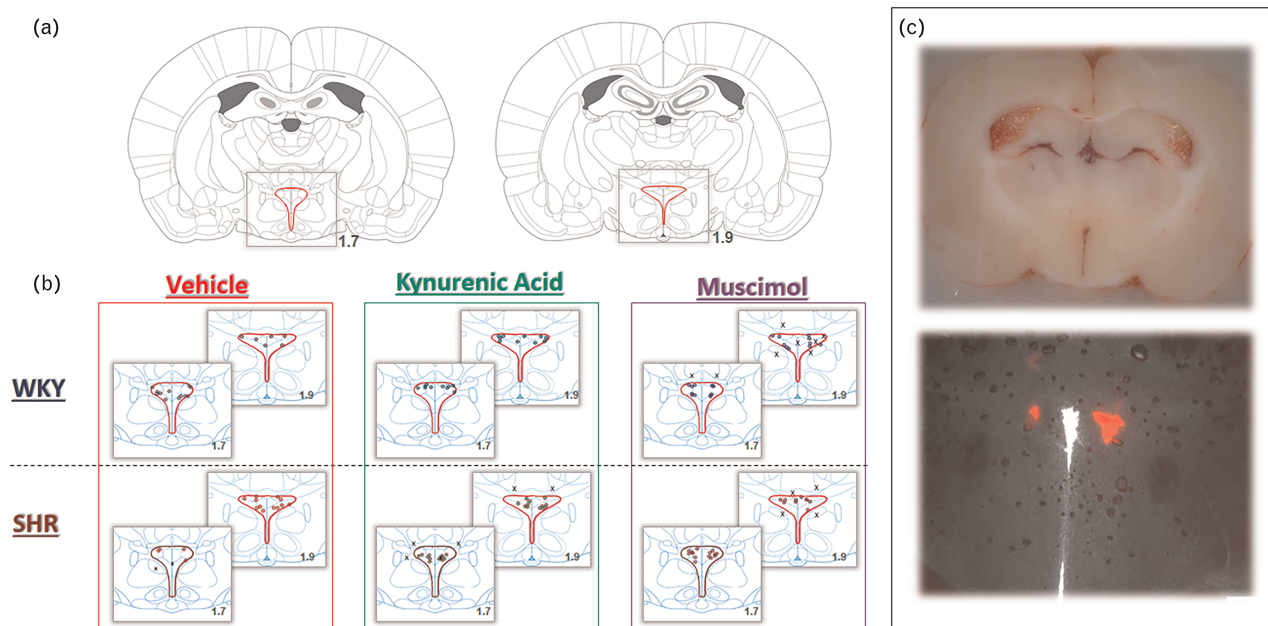 (a)
(c)
1.7
1.9
(b)
Vehicle
Kynurenic Acid
Muscimol
x
x x
x
x x x
WKY
1.9
1.9
1.9
x x
1.7
1.7
1.7
x x
x x
x
SHR
x x
x x
1.9
x x
1.9
1.9
x x
1.7
1.7
1.7